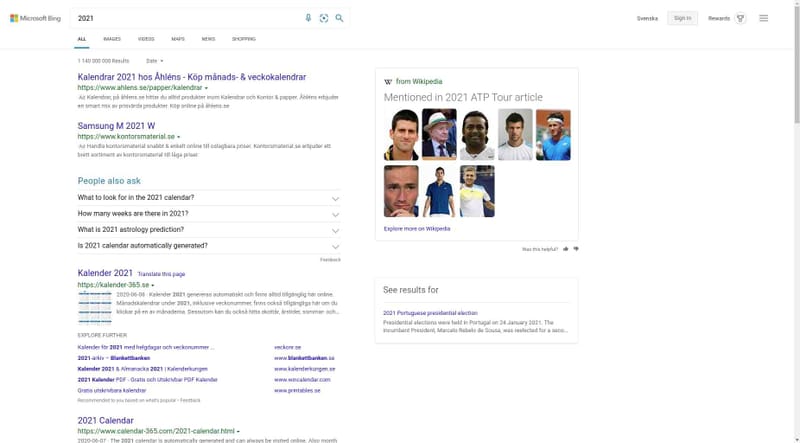 Microsoft Bing
2021
Svenska
Sign in
Rewards
ALL
IMAGES
VIDEOS
MAPS
NEWS
SHOPPING
1 140 000 000 Results
Date
Kalendrar 2021 hos Åhléns - Köp månads- & veckokalendrar
https://www.ahlens.se/papper/kalendrar
Ad Kalendrar, på åhlens.se hittar du alltid produkter inom Kalendrar och Kontor & papper. Åhléns erbjuder
en smart mix av prisvärda produkter. Köp online på åhlens.se
Samsung M 2021 W
https://www.kontorsmaterial.se
Ad Handla kontorsmaterial snabbt & enkelt online till oslagbara priser. Kontorsmaterial.se erbjuder ett
brett sortiment av kontorsmaterial till låga priser
People also ask
What to look for in the 2021 calendar?
How many weeks are there in 2021?
What is 2021 astrology prediction?
Is 2021 calendar automatically generated?
Feedback
Kalender 2021 Translate this page
https://kalender-365.se
2020-06-08 · Kalender 2021 genereras automatiskt och finns alltid tillgänglig här online.
Månadskalendrar under 2021, inklusive veckonummer, finns också tillgängliga här om du
klickar på en av månaderna. Dessutom kan du också hitta skottår, årstider, sommar- och...
EXPLORE FURTHER
Kalender för 2021 med helgdagar och veckonummer ...
veckonr.se
2021-arkiv – Blankettbanken
www.blankettbanken.se
Kalender 2021 & Almanacka 2021 | Kalenderkungen
www.kalenderkungen.se
2021 Kalender PDF - Gratis och Utskrivbar PDF Kalender
www.wincalendar.com
Gratis utskrivbara kalendrar
www.printables.se
Recommended to you based on what's popular • Feedback
2021 Calendar
https://www.calendar-365.com/2021-calendar.html
2020-06-07 · The 2021 calendar is automatically generated and can always be visited online. Also month
W from Wikipedia
Mentioned in 2021 ATP Tour article
Explore more on Wikipedia
Was this helpful?
See results for
2021 Portuguese presidential election
Presidential elections were held in Portugal on 24 January 2021. The
incumbent President, Marcelo Rebelo de Sousa, was reelected for a seco...